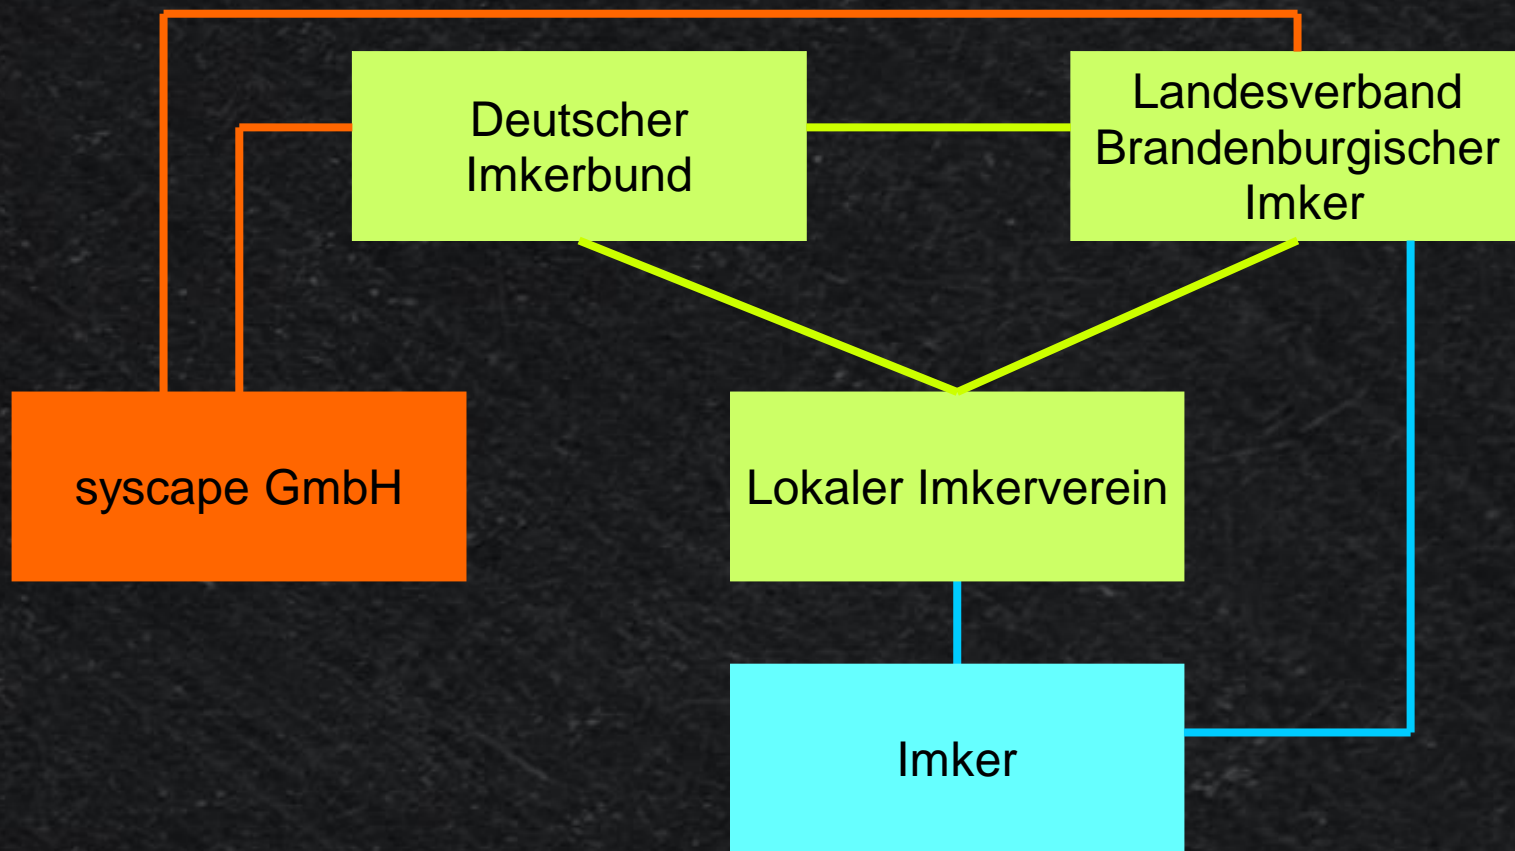 Deutscher
Imkerbund
Landesverband
Brandenburgischer
Imker
syscape GmbH
Lokaler Imkerverein
Imker